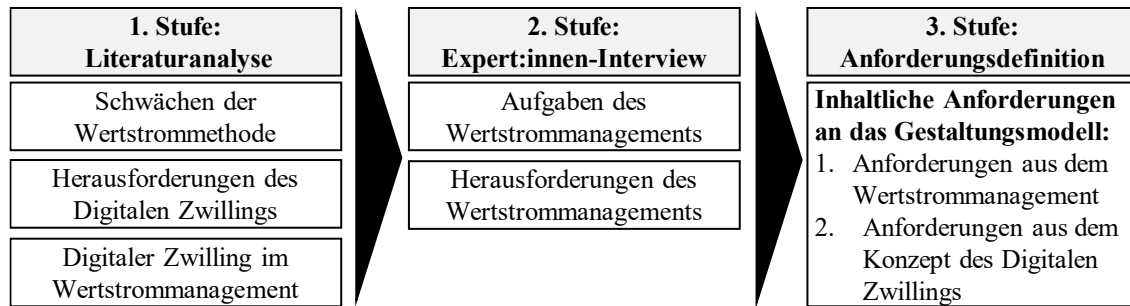 1. Stufe:
Literaturanalyse
Schwächen der
Wertstrommethode
Herausforderungen des
Digitalen Zwillings
Digitaler Zwilling im
Wertstrommanagement
2. Stufe:
Expert:innen-Interview
Aufgaben des
Wertstrommanagements
Herausforderungen des
Wertstrommanagements
3. Stufe:
Anforderungsdefinition
Inhaltliche Anforderungen
an das Gestaltungsmodell:
1. Anforderungen aus dem
Wertstrommanagement
2. Anforderungen aus dem
Konzept des Digitalen
Zwillings